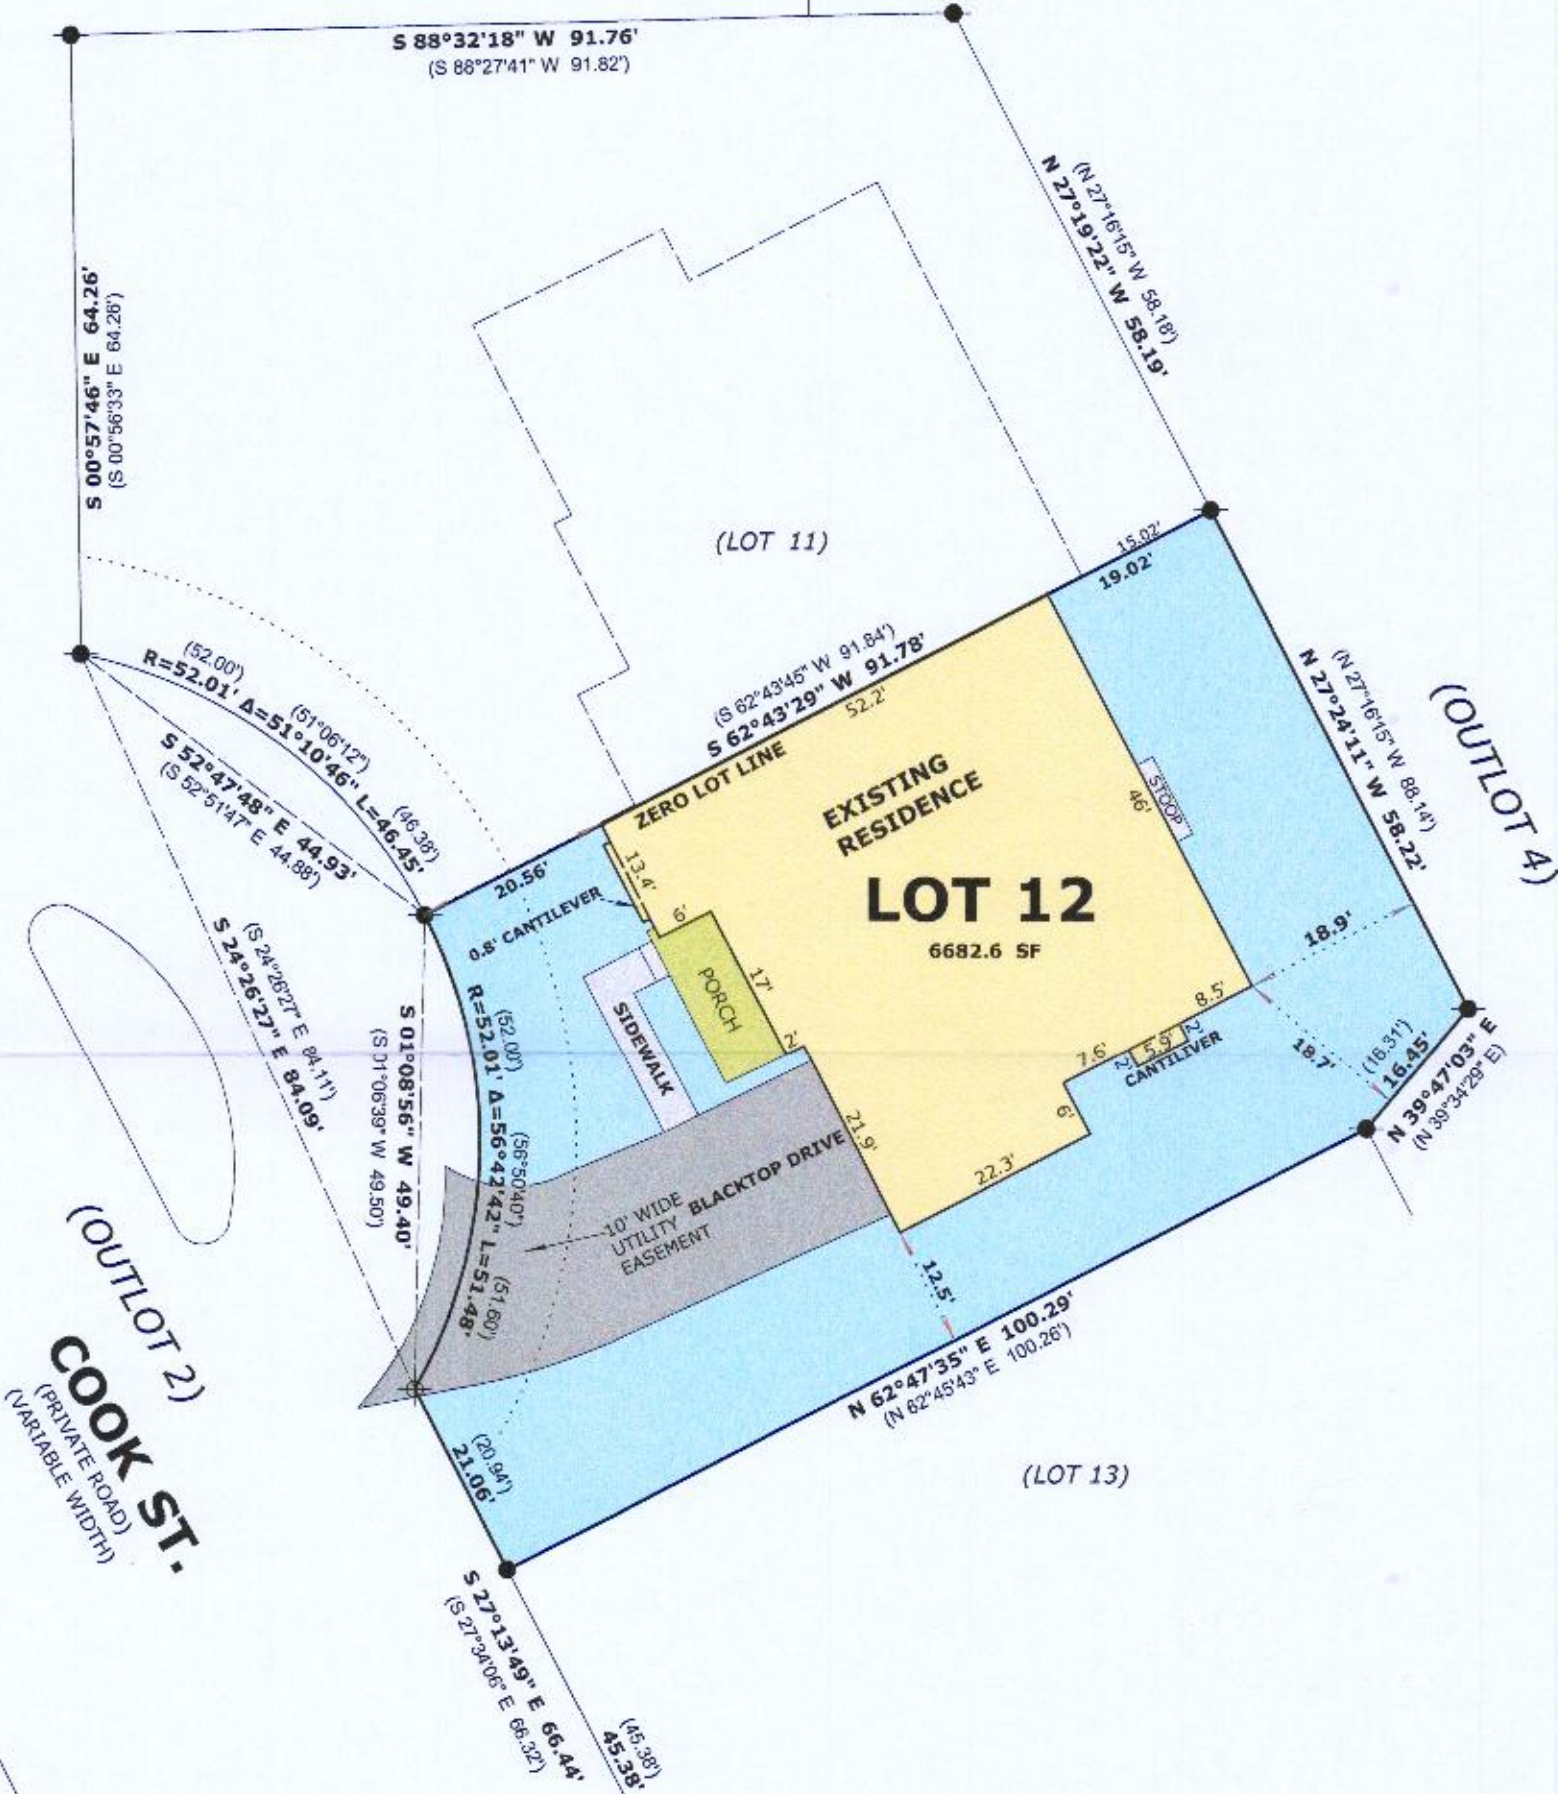 S 88°32'18" W 91.76'
(S 88°27'41" W 91.82')
(N 27°16'15" W 58.18')
N 27°19'22" W 58.19'
S 00°57'46" E 64.26'
(S 00°56'33" E 64.26')
(LOT 11)
15.02'
19.02'
(S 62°43'45" W 91.84')
S 62°43'29" W 91.78'
52.2'
ZERO LOT LINE
(52.00')
R=52.01' Δ=51°10'46" L=46.45'
(51°06'12")
(46.38')
S 52°47'48" E 44.93'
(S 52°51'47" E 44.88')
(N 27°16'15" W 88.14')
N 27°24'11" W 58.22'
(OUTLOT 4)
EXISTING
RESIDENCE
46'
STOOP
LOT 12
6682.6 SF
20.56'
13.4'
0.8' CANTILEVER
6'
17'
PORCH
2'
SIDEWALK
18.9'
8.5'
2'
5.9'
2'
7.6'
CANTILIVER
18.7'
(16.31')
16.45'
N 39°47'03" E
(N 39°34'29" E)
6'
22.3'
21.9'
(S 24°26'27" E 84.11')
S 24°26'27" E 84.09'
S 01°08'56" W 49.40'
(S 01°06'39" W 49.50')
(52.00')
R=52.01' Δ=56°42'42" L=51.48'
(56°50'40")
(51.60')
BLACKTOP DRIVE
10' WIDE
UTILITY
EASEMENT
12.5'
N 62°47'35" E 100.29'
(N 62°45'43" E 100.26')
(OUTLOT 2)
COOK ST.
(PRIVATE ROAD)
(VARIABLE WIDTH)
(20.94')
21.06'
(LOT 13)
S 27°13'49" E 66.44'
(S 27°34'06" E 66.32')
(45.38')
45.38'